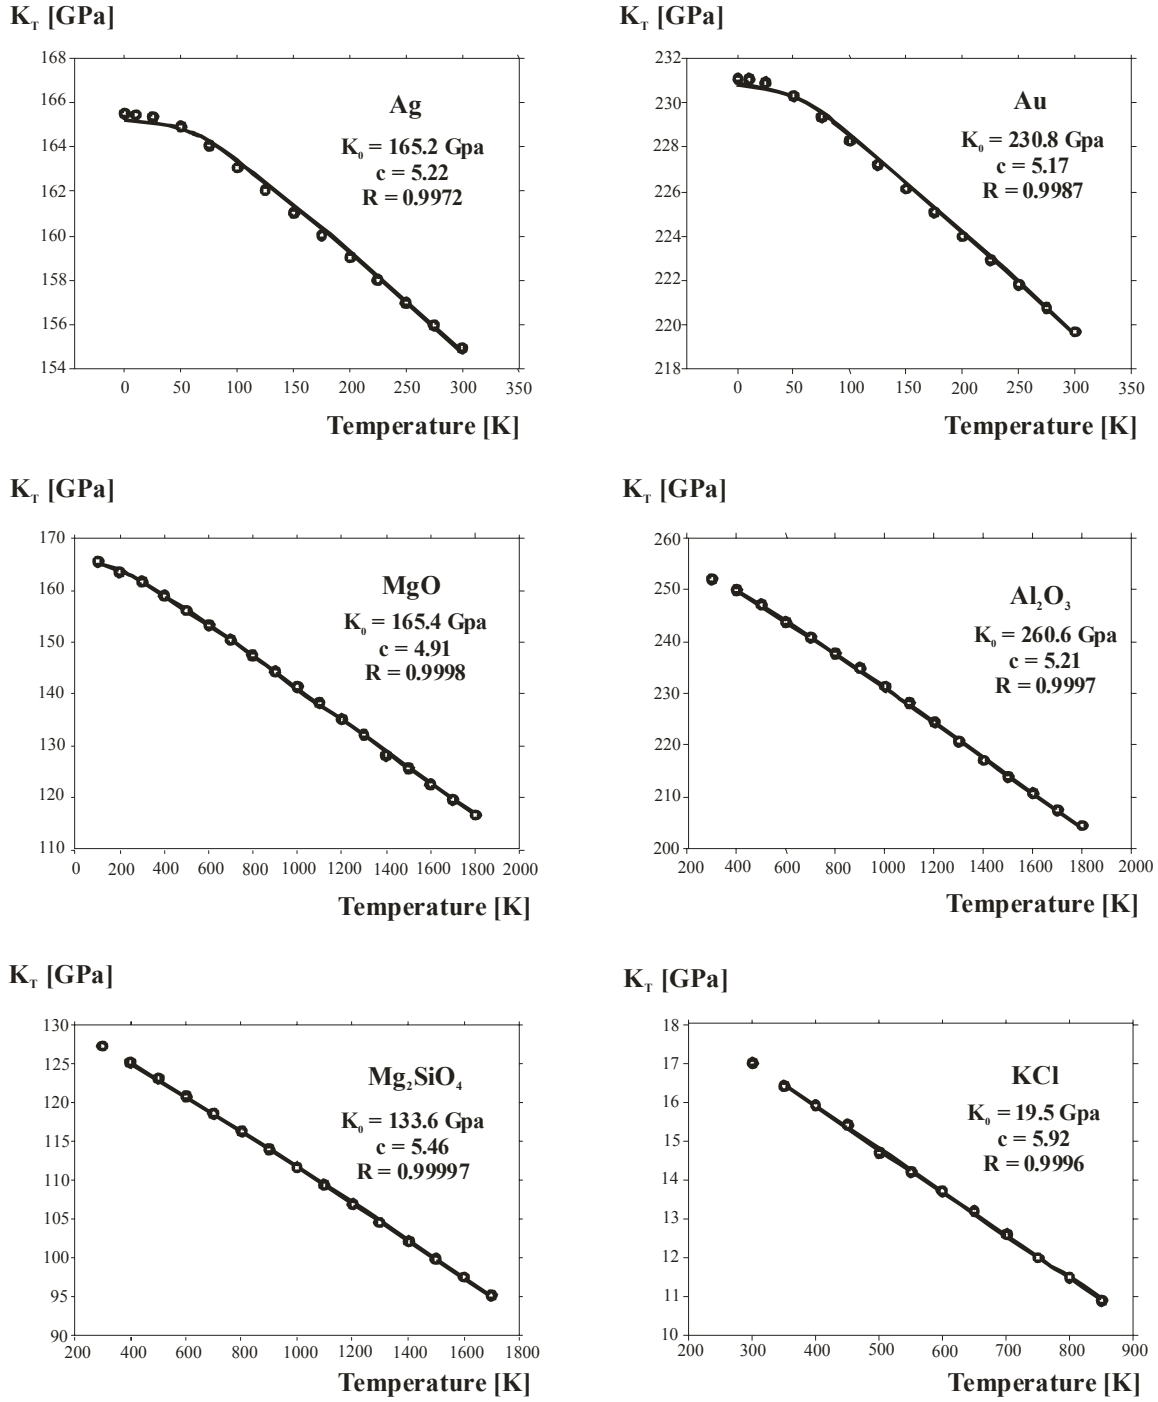 K_T [GPa]
168
166
164
162
160
158
156
154
Ag
K₀ = 165.2 Gpa
c = 5.22
R = 0.9972
0 50 100 150 200 250 300 350
Temperature [K]
K_T [GPa]
232
230
228
226
224
222
220
218
Au
K₀ = 230.8 Gpa
c = 5.17
R = 0.9987
0 50 100 150 200 250 300 350
Temperature [K]
K_T [GPa]
170
160
150
140
130
120
110
MgO
K₀ = 165.4 Gpa
c = 4.91
R = 0.9998
0 200 400 600 800 1000 1200 1400 1600 1800 2000
Temperature [K]
K_T [GPa]
260
250
240
230
220
210
200
Al₂O₃
K₀ = 260.6 Gpa
c = 5.21
R = 0.9997
200 400 600 800 1000 1200 1400 1600 1800 2000
Temperature [K]
K_T [GPa]
130
125
120
115
110
105
100
95
90
Mg₂SiO₄
K₀ = 133.6 Gpa
c = 5.46
R = 0.99997
200 400 600 800 1000 1200 1400 1600 1800
Temperature [K]
K_T [GPa]
18
17
16
15
14
13
12
11
10
KCl
K₀ = 19.5 Gpa
c = 5.92
R = 0.9996
200 300 400 500 600 700 800 900
Temperature [K]